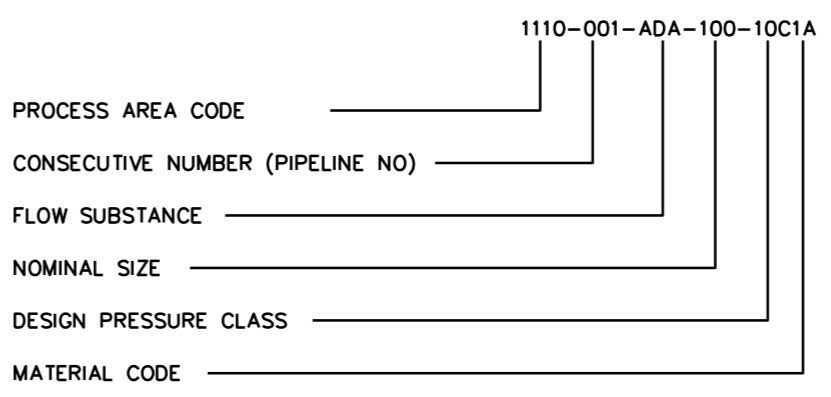 1110-001-ADA-100-10C1A
PROCESS AREA CODE
CONSECUTIVE NUMBER (PIPELINE NO)
FLOW SUBSTANCE
NOMINAL SIZE
DESIGN PRESSURE CLASS
MATERIAL CODE